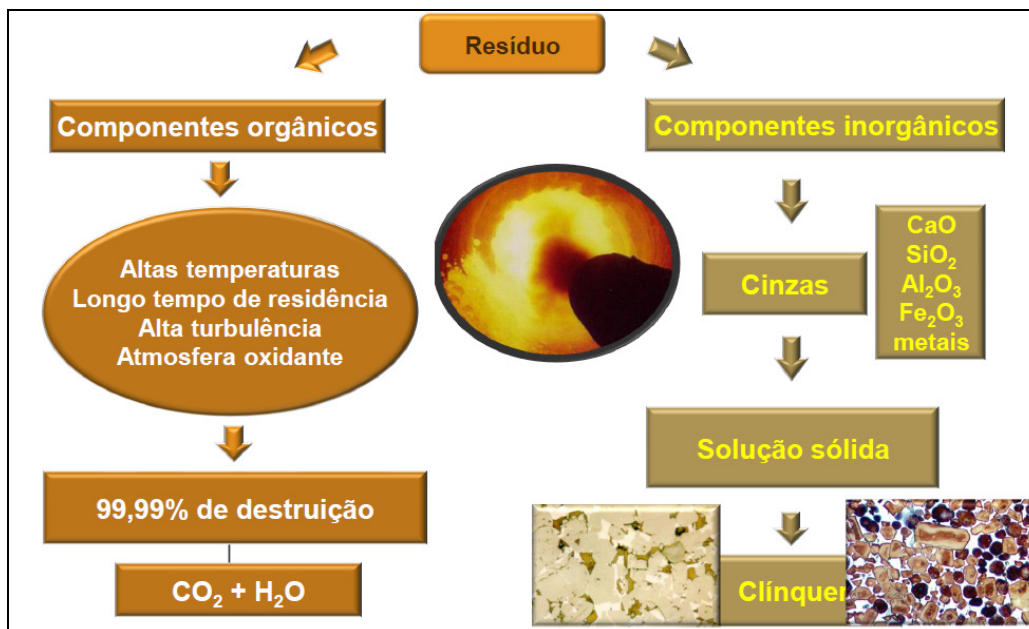 Resíduo
Componentes orgânicos
Altas temperaturas
Longo tempo de residência
Alta turbulência
Atmosfera oxidante
99,99% de destruição
CO₂ + H₂O
Componentes inorgânicos
Cinzas
CaO
SiO₂
Al₂O₃
Fe₂O₃
metais
Solução sólida
Clínquer